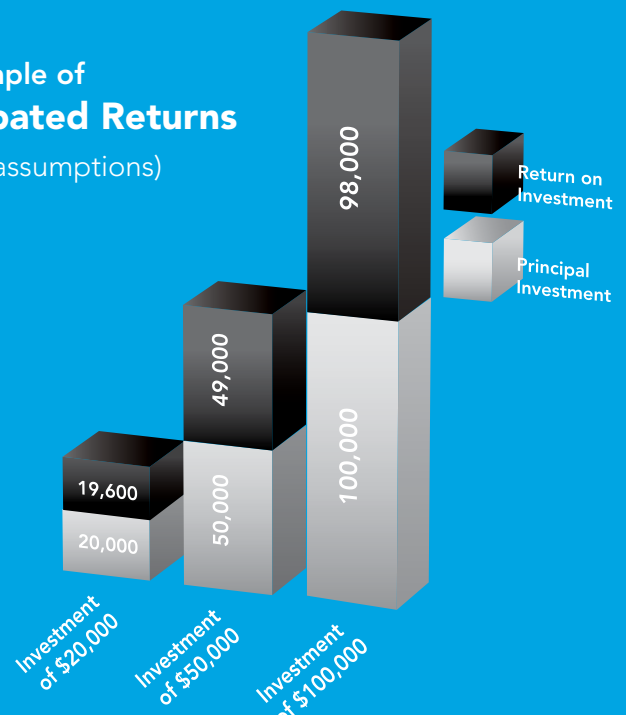 mple of
pated Returns
assumptions)
98,000
Return on
Investment
Principal
Investment
49,000
100,000
19,600
50,000
20,000
Investment
of $20,000
Investment
of $50,000
Investment
of $100,000